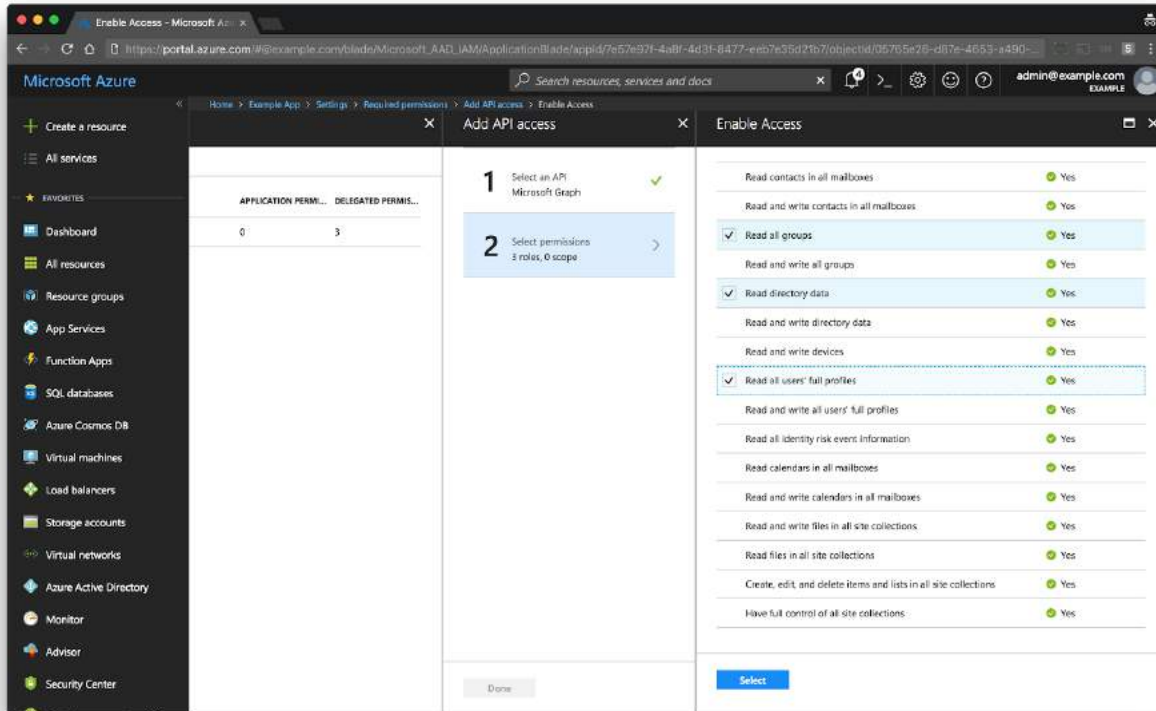 Enable Access - Microsoft Az
https://portal.azure.com/#@example.com/blade/Microsoft_AAD_IAM/ApplicationBlade/appId/7e57e97f-4a8f-4d3f-8477-eeb7e35d21b7/objectId/05765e28-d87e-4653-a490-...
Microsoft Azure
Search resources, services and docs
4
admin@example.com
EXAMPLE
Home > Example App > Settings > Required permissions > Add API access > Enable Access
Create a resource
All services
FAVORITES
Dashboard
All resources
Resource groups
App Services
Function Apps
SQL databases
Azure Cosmos DB
Virtual machines
Load balancers
Storage accounts
Virtual networks
Azure Active Directory
Monitor
Advisor
Security Center
APPLICATION PERMI... DELEGATED PERMIS...
0 3
Add API access
1 Select an API
Microsoft Graph
2 Select permissions
3 roles, 0 scope
Done
Enable Access
Read contacts in all mailboxes Yes
Read and write contacts in all mailboxes Yes
Read all groups Yes
Read and write all groups Yes
Read directory data Yes
Read and write directory data Yes
Read and write devices Yes
Read all users' full profiles Yes
Read and write all users' full profiles Yes
Read all identity risk event information Yes
Read calendars in all mailboxes Yes
Read and write calendars in all mailboxes Yes
Read and write files in all site collections Yes
Read files in all site collections Yes
Create, edit, and delete items and lists in all site collections Yes
Have full control of all site collections Yes
Select